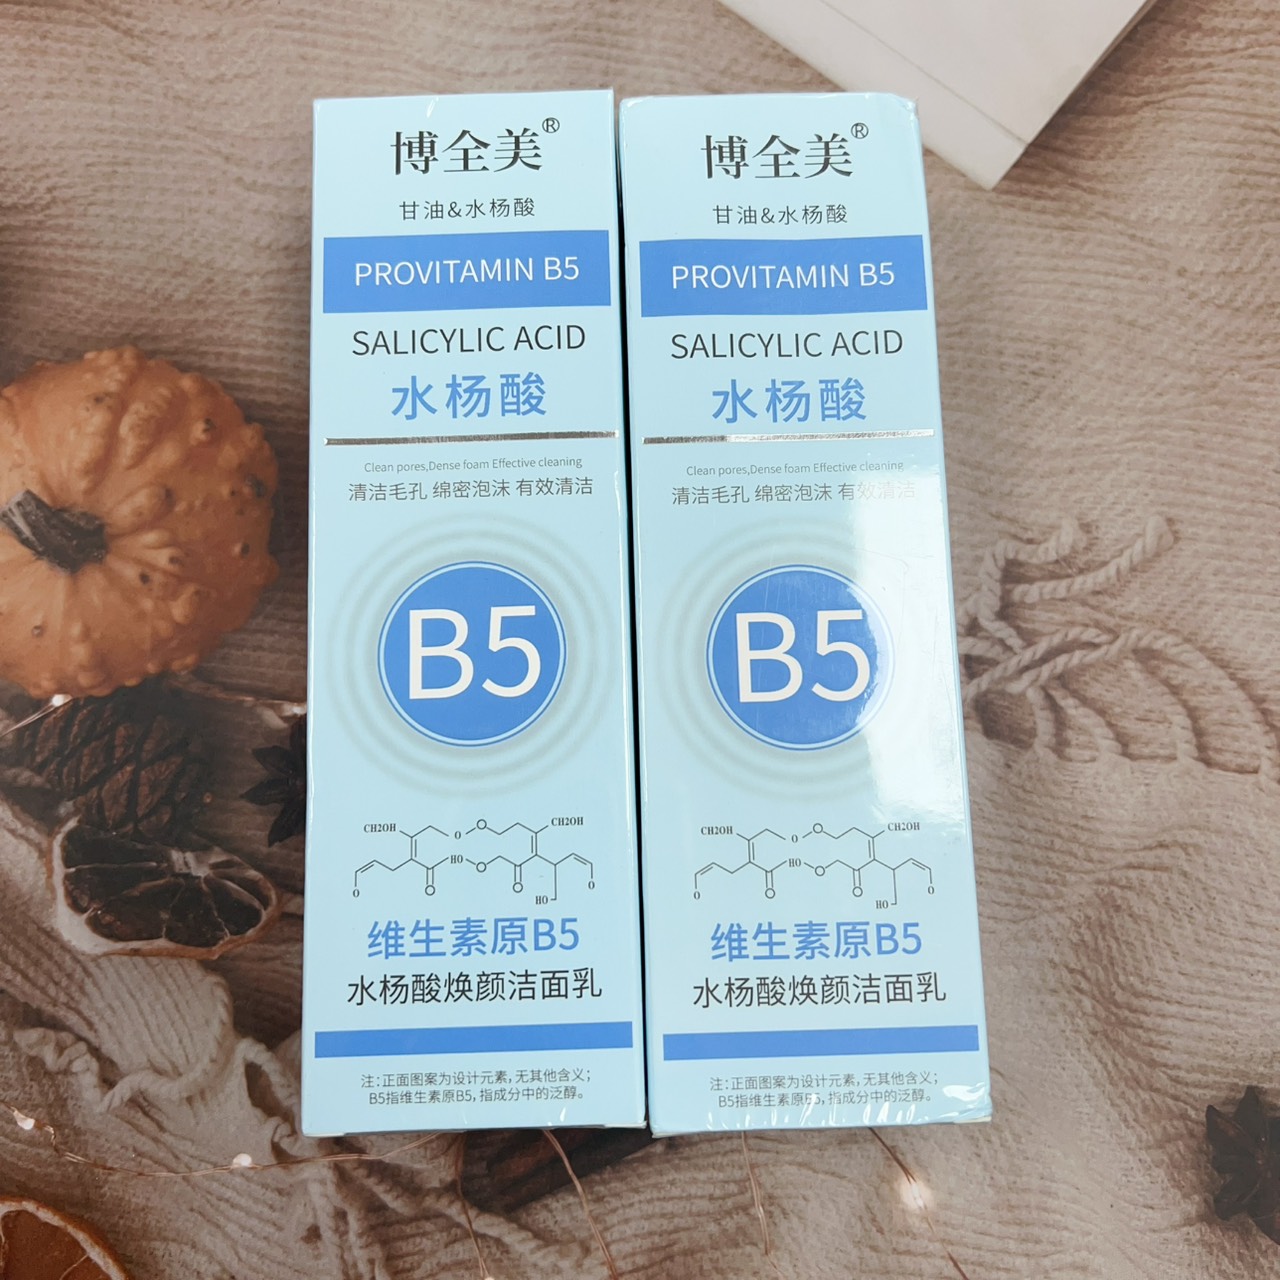 博全美®
甘油&水杨酸
PROVITAMIN B5
SALICYLIC ACID
水杨酸
Clean pores,Dense foam Effective cleaning
清洁毛孔 绵密泡沫 有效清洁
B5
CH2OH
O
CH2OH
HO
O
O
HO
O
维生素原B5
水杨酸焕颜洁面乳
注:正面图案为设计元素,无其他含义;
B5指维生素原B5,指成分中的泛醇。
博全美®
甘油&水杨酸
PROVITAMIN B5
SALICYLIC ACID
水杨酸
Clean pores,Dense foam Effective cleaning
清洁毛孔 绵密泡沫 有效清洁
B5
CH2OH
O
CH2OH
HO
O
O
HO
O
维生素原B5
水杨酸焕颜洁面乳
注:正面图案为设计元素,无其他含义;
B5指维生素原B5,指成分中的泛醇。